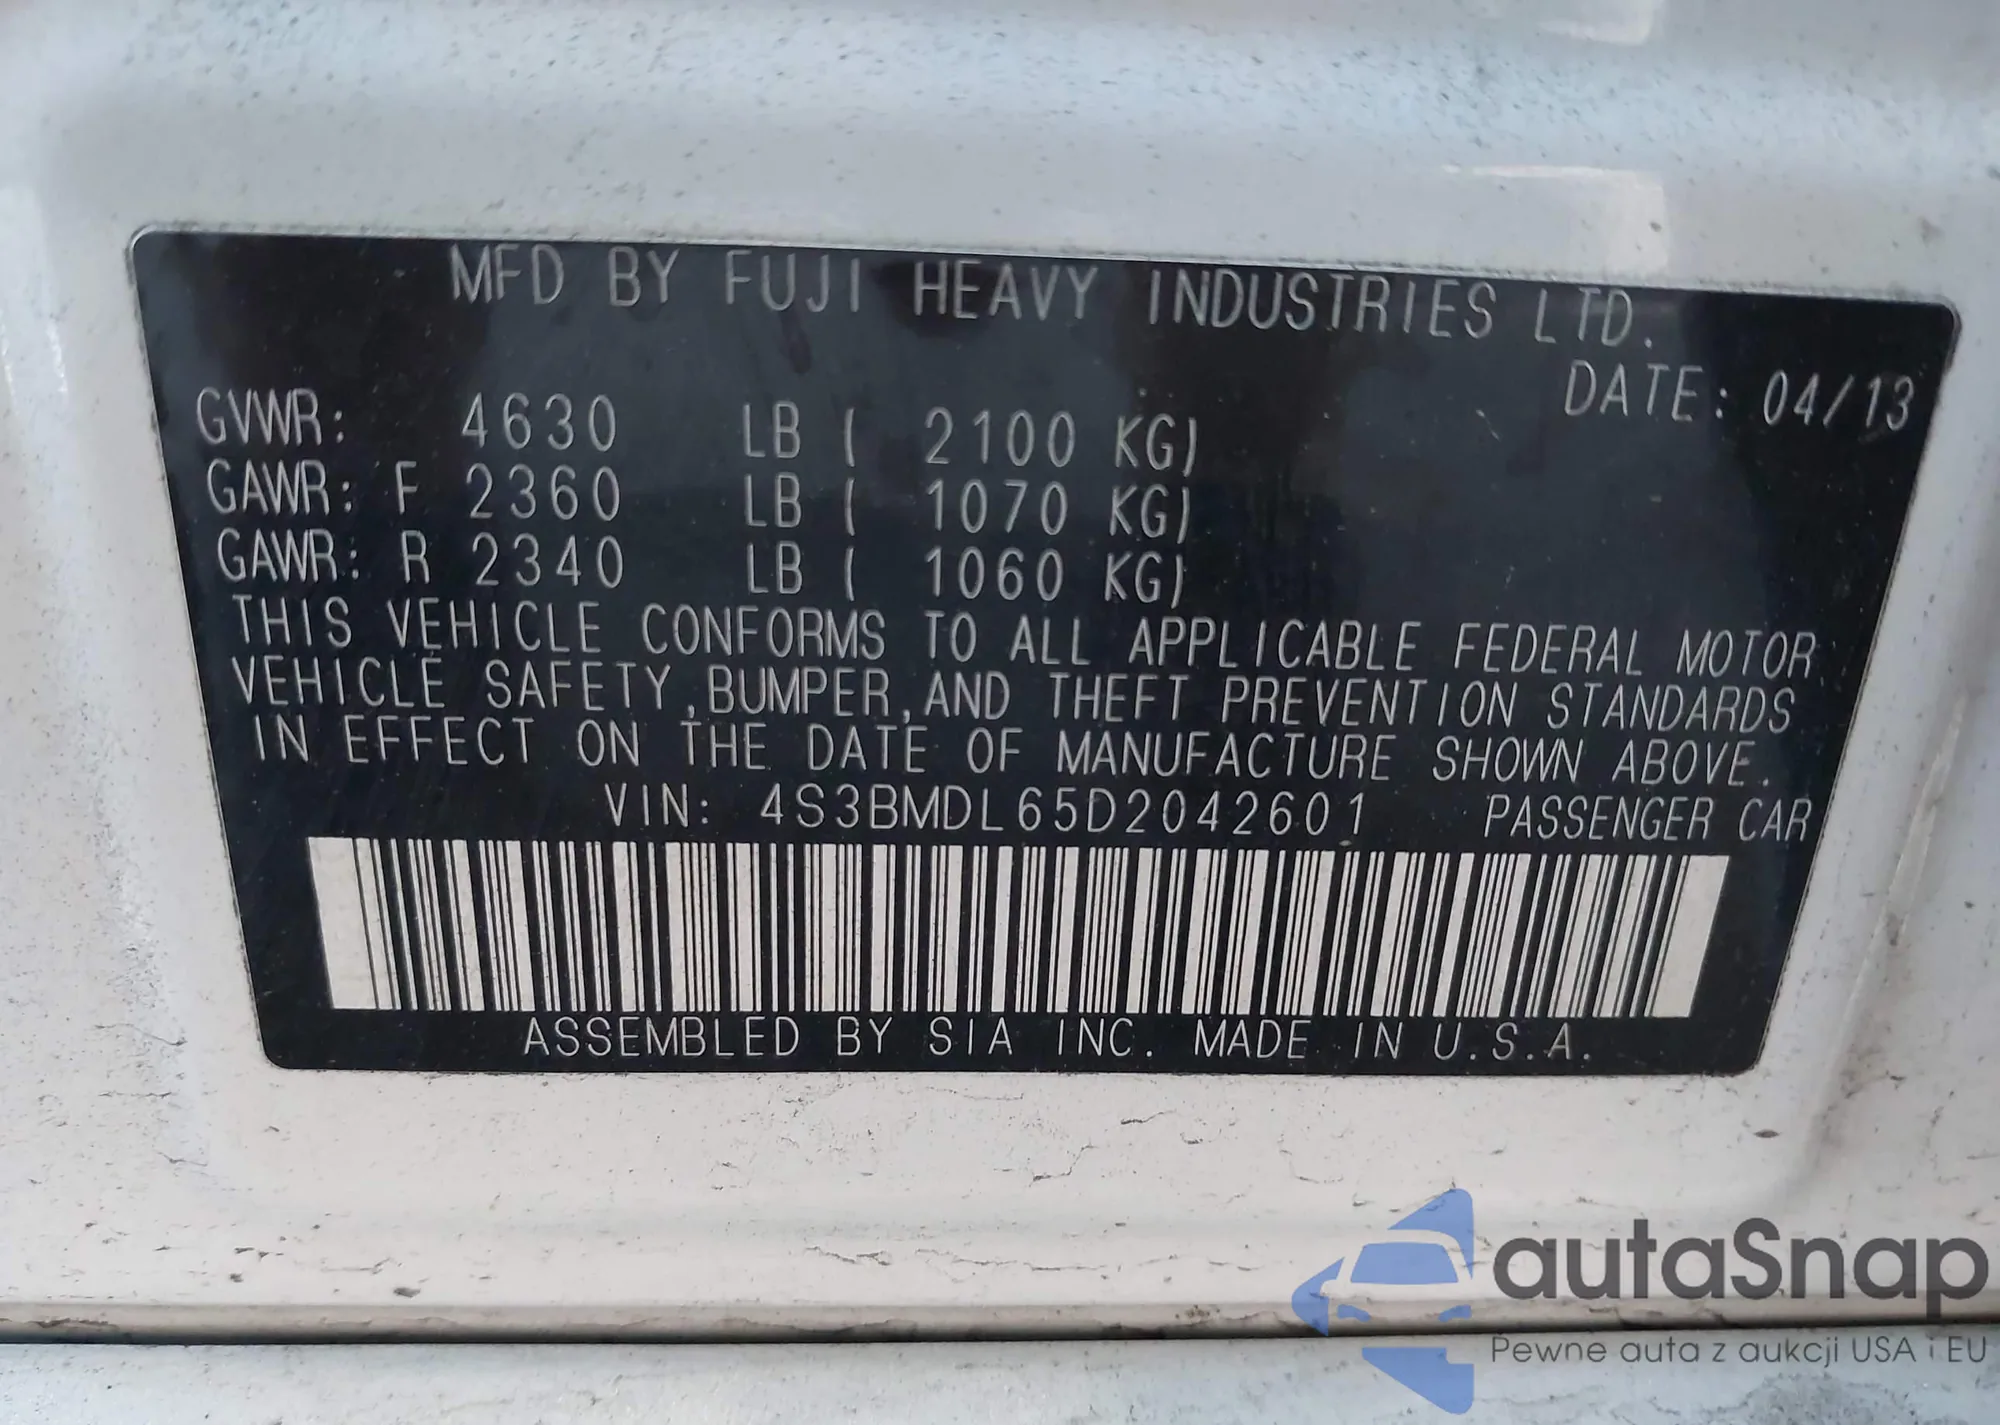 MFD BY FUJI HEAVY INDUSTRIES LTD.
DATE: 04/13
GVWR: 4630 LB ( 2100 KG)
GAWR: F 2360 LB ( 1070 KG)
GAWR: R 2340 LB ( 1060 KG)
THIS VEHICLE CONFORMS TO ALL APPLICABLE FEDERAL MOTOR
VEHICLE SAFETY,BUMPER,AND THEFT PREVENTION STANDARDS
IN EFFECT ON THE DATE OF MANUFACTURE SHOWN ABOVE.
VIN: 4S3BMDL65D2042601 PASSENGER CAR
ASSEMBLED BY SIA INC. MADE IN U.S.A.
autaSnap
Pewne auta z aukcji USA i EU